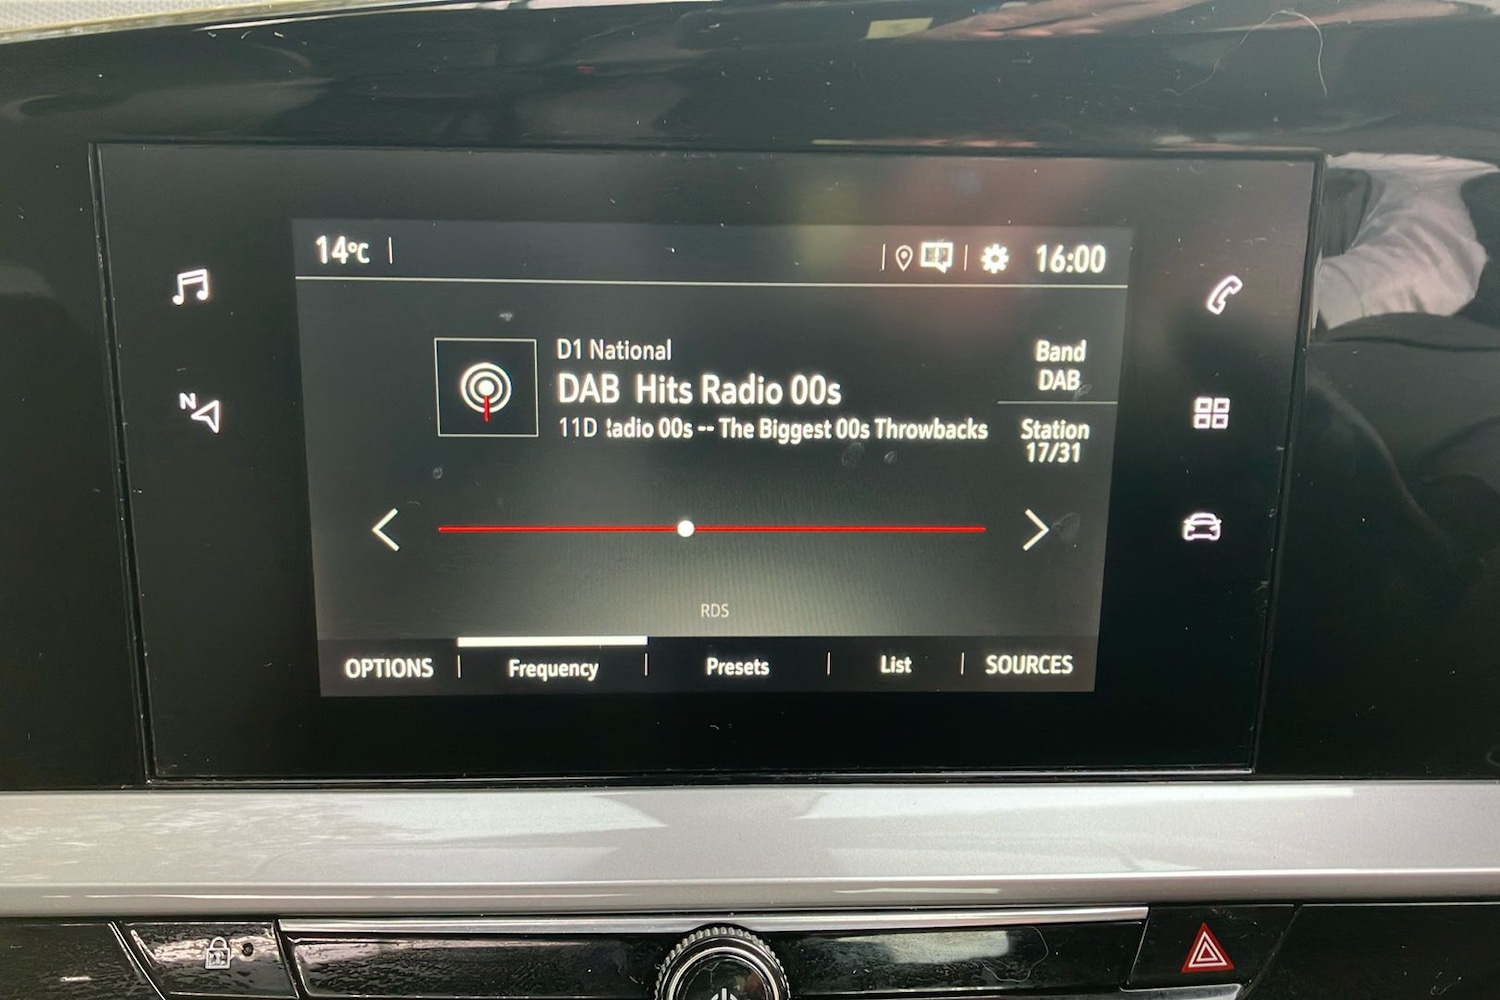 14°C
16:00
D1 National
DAB Hits Radio 00s
11D adio 00s -- The Biggest 00s Throwbacks
Band
DAB
Station
17/31
N
RDS
OPTIONS
Frequency
Presets
List
SOURCES